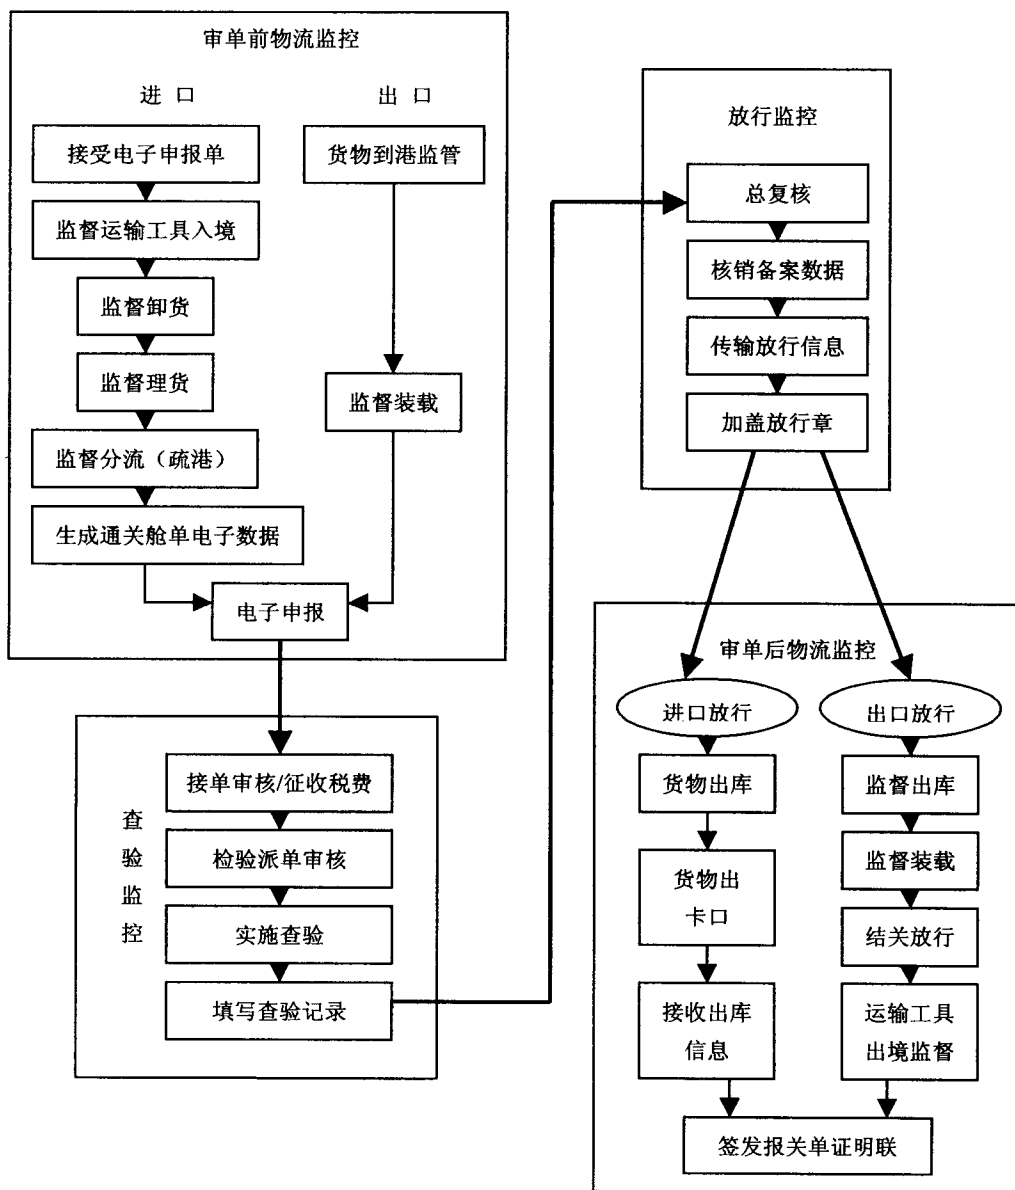 审单前物流监控
进 口
出 口
接受电子申报单
货物到港监管
监督运输工具入境
监督卸货
监督理货
监督装载
监督分流（疏港）
生成通关舱单电子数据
电子申报
查
验
监
控
接单审核/征收税费
检验派单审核
实施查验
填写查验记录
放行监控
总复核
核销备案数据
传输放行信息
加盖放行章
审单后物流监控
进口放行
货物出库
货物出
卡口
接收出库
信息
出口放行
监督出库
监督装载
结关放行
运输工具
出境监督
签发报关单证明联